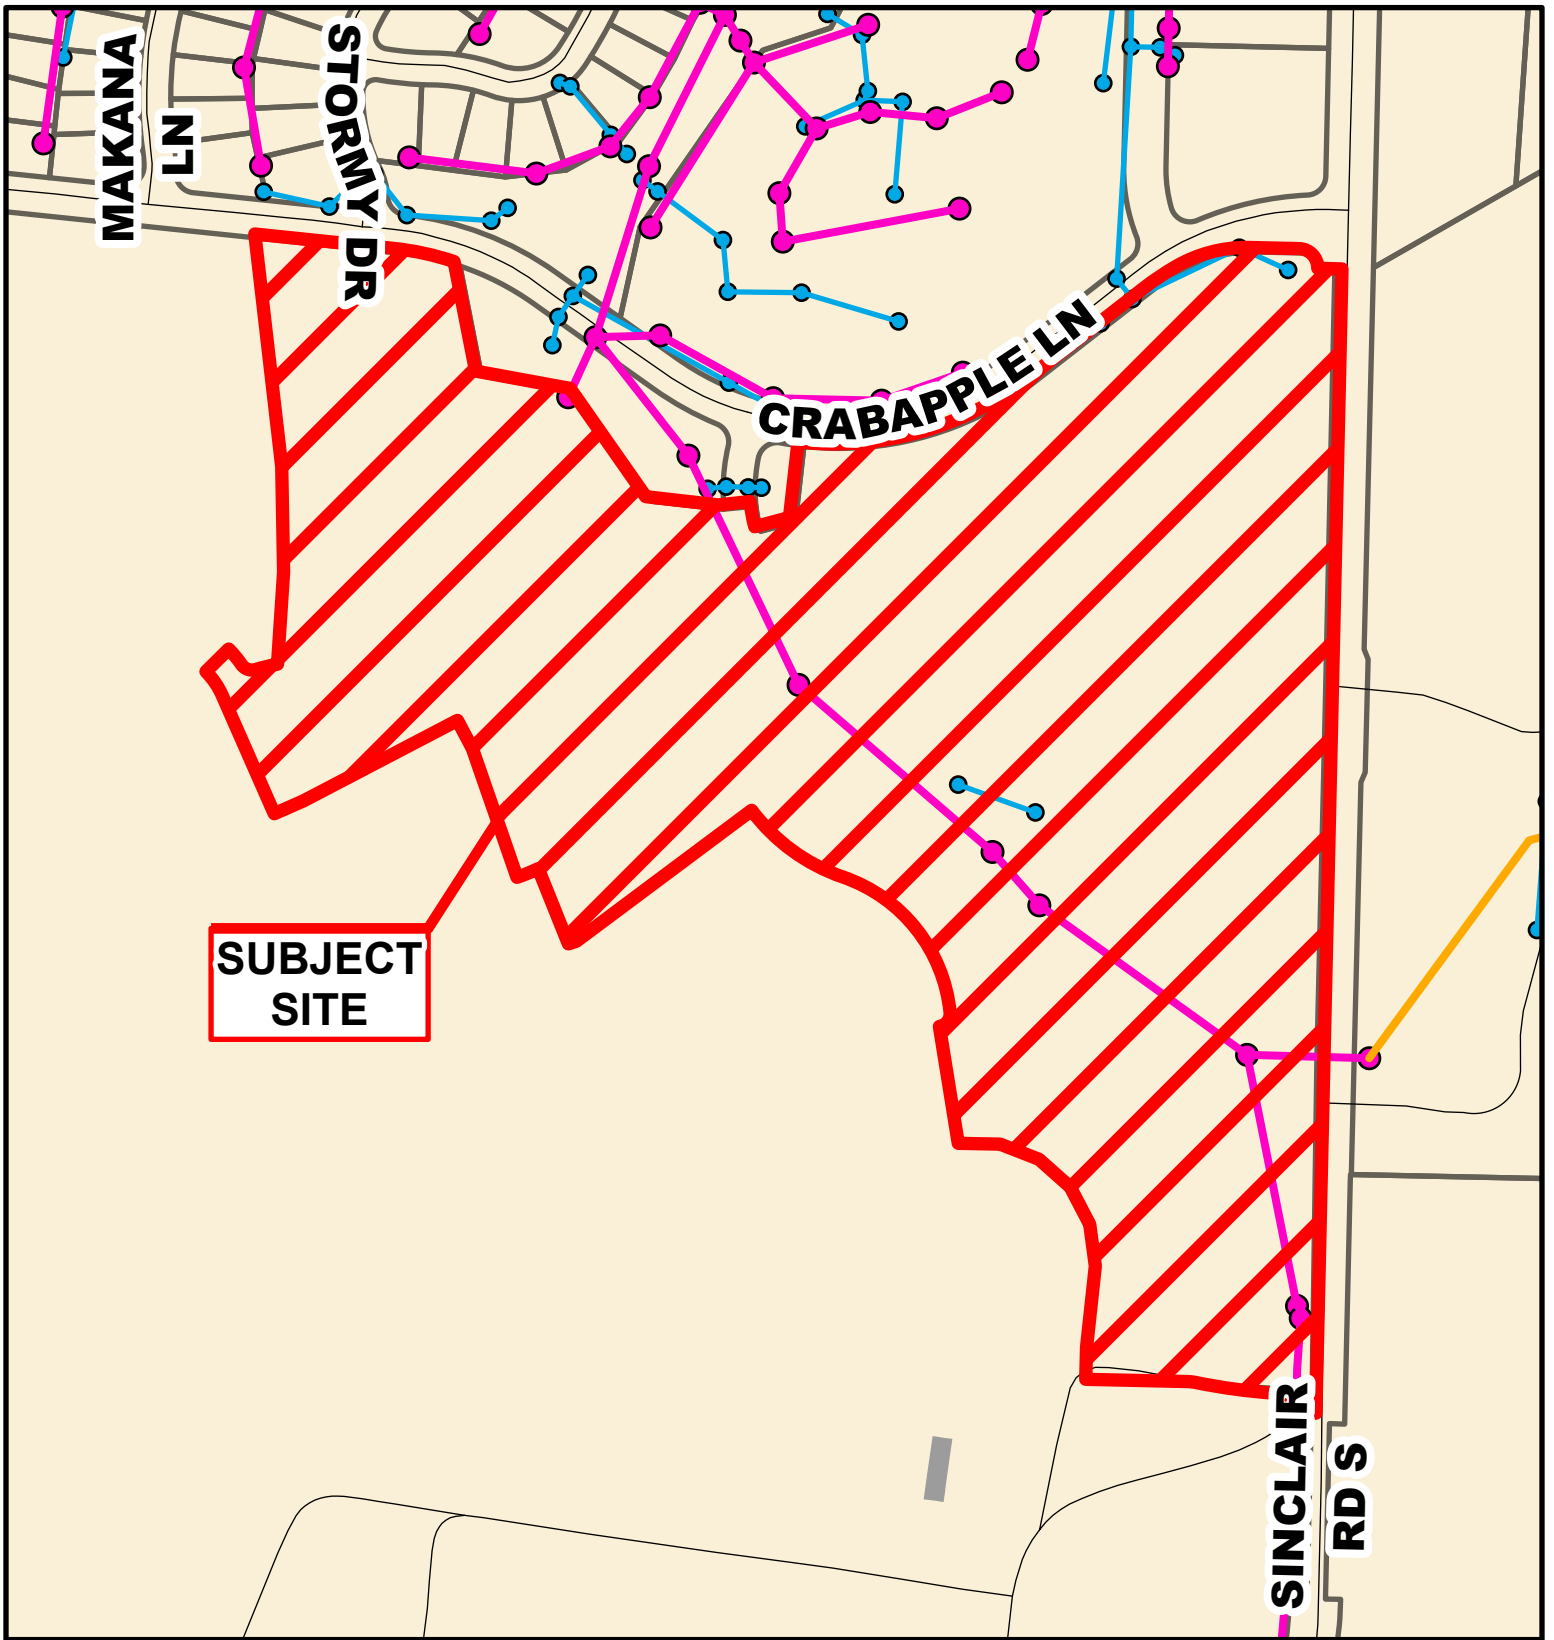 MAKANA
LN
STORMY DR
CRABAPPLE LN
SUBJECT
SITE
SINCLAIR
RD S